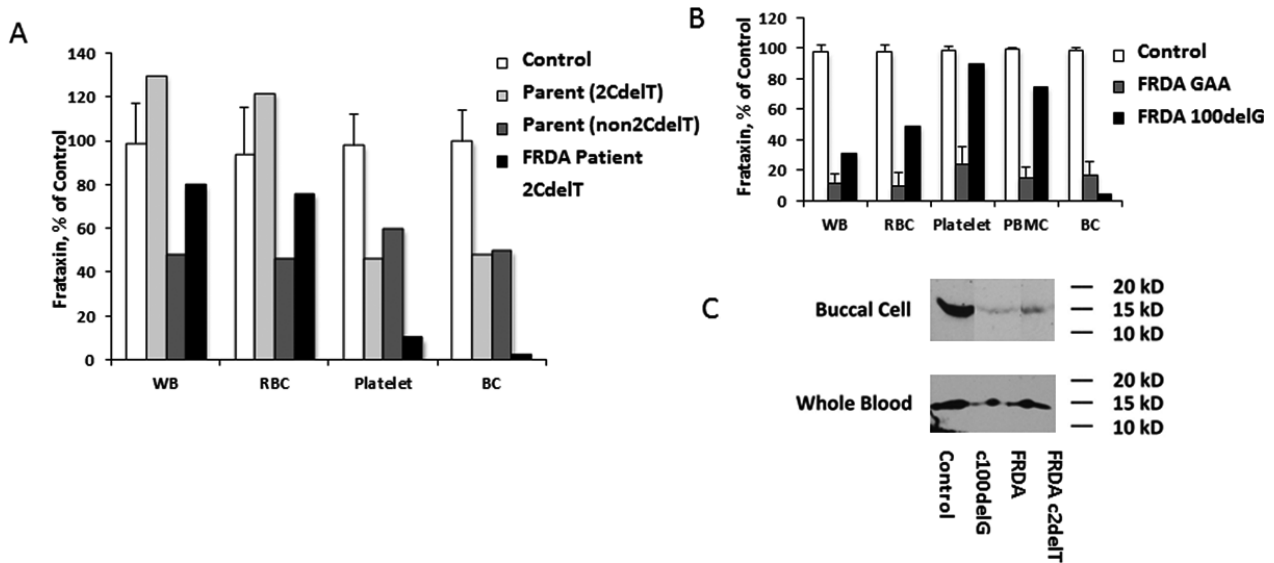 A
Frataxin, % of Control
140
120
100
80
60
40
20
0
WB RBC Platelet BC
Control
Parent (2CdelT)
Parent (non2CdelT)
FRDA Patient
2CdelT
B
Frataxin, % of Control
120
100
80
60
40
20
0
WB RBC Platelet PBMC BC
Control
FRDA GAA
FRDA 100delG
C
Buccal Cell
20 kD
15 kD
10 kD
Whole Blood
20 kD
15 kD
10 kD
Control
c100delG
FRDA
FRDA c2delT